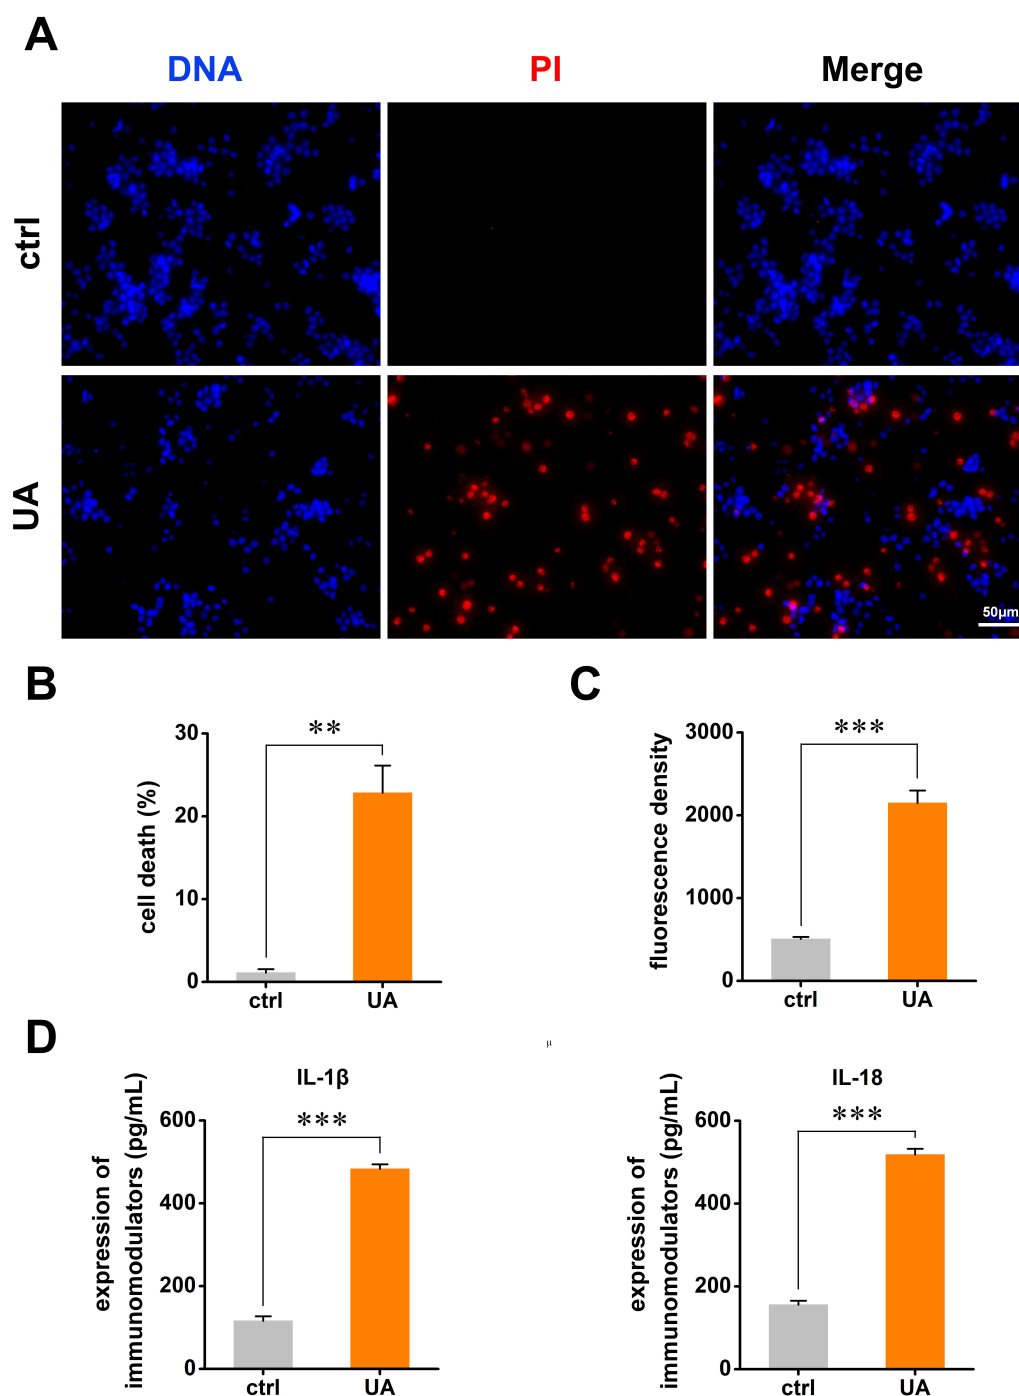 A
DNA PI Merge
ctrl
UA
50μm
B
cell death (%)
30
20
10
0
**
ctrl UA
C
fluorescence density
3000
2000
1000
0
***
ctrl UA
D
μ
IL-1β
expression of
immunomodulators (pg/mL)
600
400
200
0
***
ctrl UA
IL-18
expression of
immunomodulators (pg/mL)
600
400
200
0
***
ctrl UA